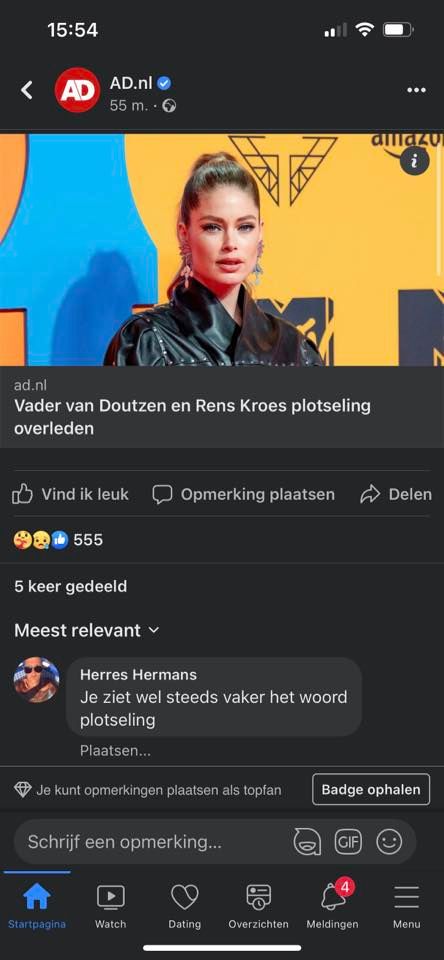 15:54
AD
AD.nl
55 m. ·
amazo
ad.nl
Vader van Doutzen en Rens Kroes plotseling
overleden
Vind ik leuk
Opmerking plaatsen
Delen
555
5 keer gedeeld
Meest relevant
Herres Hermans
Je ziet wel steeds vaker het woord
plotseling
Plaatsen...
Je kunt opmerkingen plaatsen als topfan
Badge ophalen
Schrijf een opmerking...
GIF
4
Startpagina
Watch
Dating
Overzichten
Meldingen
Menu